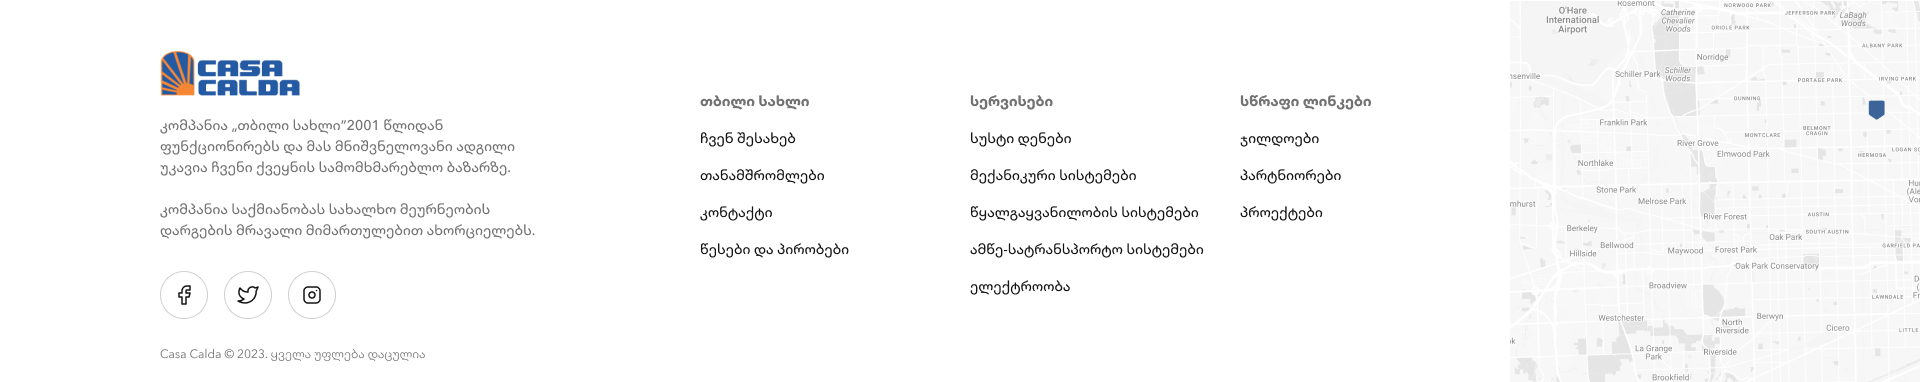 CASA
CALDA
კომპანია „თბილი სახლი“2001 წლიდან
ფუნქციონირებს და მას მნიშვნელოვანი ადგილი
უკავია ჩვენი ქვეყნის სამომხმარებლო ბაზარზე.
კომპანია საქმიანობას სახალხო მეურნეობის
დარგების მრავალი მიმართულებით ახორციელებს.
Casa Calda © 2023. ყველა უფლება დაცულია
თბილი სახლი
ჩვენ შესახებ
თანამშრომლები
კონტაქტი
წესები და პირობები
სერვისები
სუსტი დენები
მექანიკური სისტემები
წყალგაყვანილობის სისტემები
ამწე-სატრანსპორტო სისტემები
ელექტროობა
სწრაფი ლინკები
ჯილდოები
პარტნიორები
პროექტები
Rosemont
NORWOOD PARK
O'Hare
International
Airport
Catherine
Chevalier
Woods
JEFFERSON PARK
LaBagh
Woods
ORIOLE PARK
ALBANY PARK
Norridge
Schiller Park
Schiller
Woods
nsenville
PORTAGE PARK
IRVING PARK
DUNNING
Franklin Park
MONTCLARE
BELMONT
CRAGIN
River Grove
Elmwood Park
LOGAN SQ
HERMOSA
Northlake
Stone Park
Melrose Park
mhurst
River Forest
AUSTIN
Berkeley
SOUTH AUSTIN
Oak Park
Bellwood
Hillside
Maywood
Forest Park
GARFIELD PA
Oak Park Conservatory
Broadview
LAWNDALE
Westchester
North
Riverside
Berwyn
Cicero
LITTLE
La Grange
Park
Riverside
Brookfield